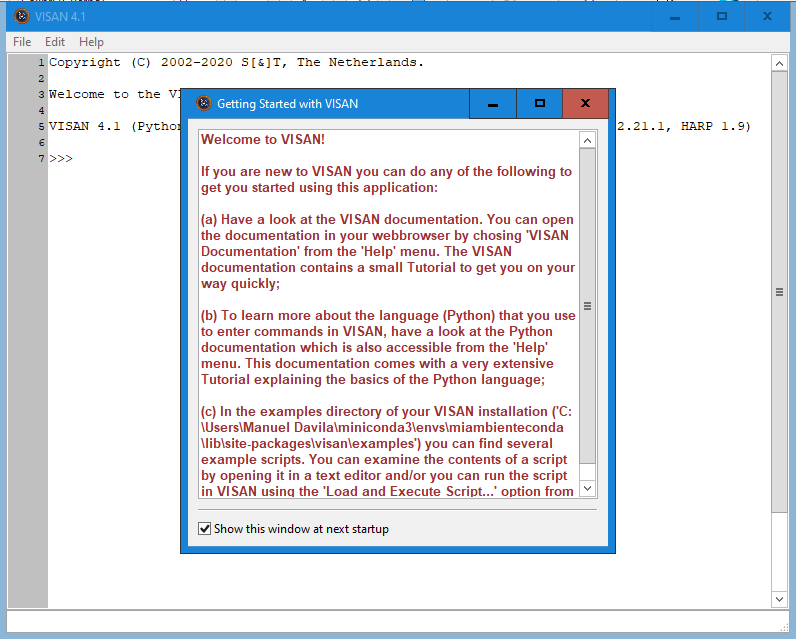 VISAN 4.1
File Edit Help
1 Copyright (C) 2002-2020 S[&]T, The Netherlands.
2
3 Welcome to the VI
4
5 VISAN 4.1 (Python 2.21.1, HARP 1.9)
6
7 >>>
Getting Started with VISAN
Welcome to VISAN!
If you are new to VISAN you can do any of the following to
get you started using this application:
(a) Have a look at the VISAN documentation. You can open
the documentation in your webbrowser by chosing 'VISAN
Documentation' from the 'Help' menu. The VISAN
documentation contains a small Tutorial to get you on your
way quickly;
(b) To learn more about the language (Python) that you use
to enter commands in VISAN, have a look at the Python
documentation which is also accessible from the 'Help'
menu. This documentation comes with a very extensive
Tutorial explaining the basics of the Python language;
(c) In the examples directory of your VISAN installation ('C:
\Users\Manuel Davila\miniconda3\envs\miambienteconda
\lib\site-packages\visan\examples') you can find several
example scripts. You can examine the contents of a script
by opening it in a text editor and/or you can run the script
in VISAN using the 'Load and Execute Script...' option from
Show this window at next startup